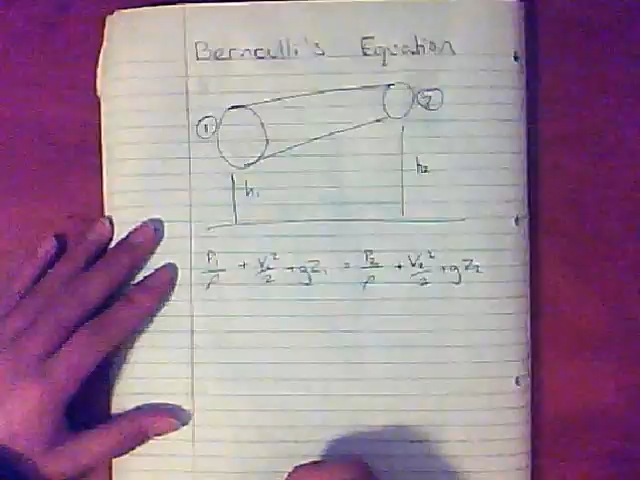 Bernoulli's Equation
① ②
h₁ h₂
P₁/ρ + V₁²/2 + gZ₁ = P₂/ρ + V₂²/2 + gZ₂